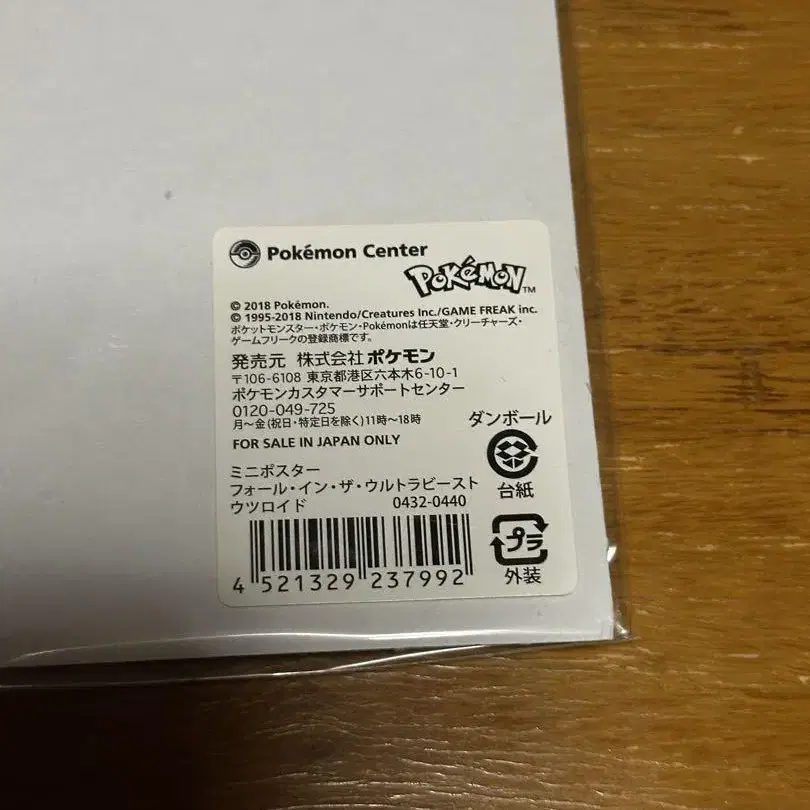 Pokémon Center
POKéMON™
© 2018 Pokémon.
© 1995-2018 Nintendo/Creatures Inc./GAME FREAK inc.
ポケットモンスター・ポケモン・Pokémonは任天堂・クリーチャーズ・
ゲームフリークの登録商標です。
発売元 株式会社 ポケモン
〒106-6108 東京都港区六本木6-10-1
ポケモンカスタマーサポートセンター
0120-049-725
月〜金(祝日・特定日を除く)11時〜18時
FOR SALE IN JAPAN ONLY
ダンボール
台紙
ミニポスター
フォール・イン・ザ・ウルトラビースト
ウツロイド 0432-0440
4 521329 237992
プラ
外装